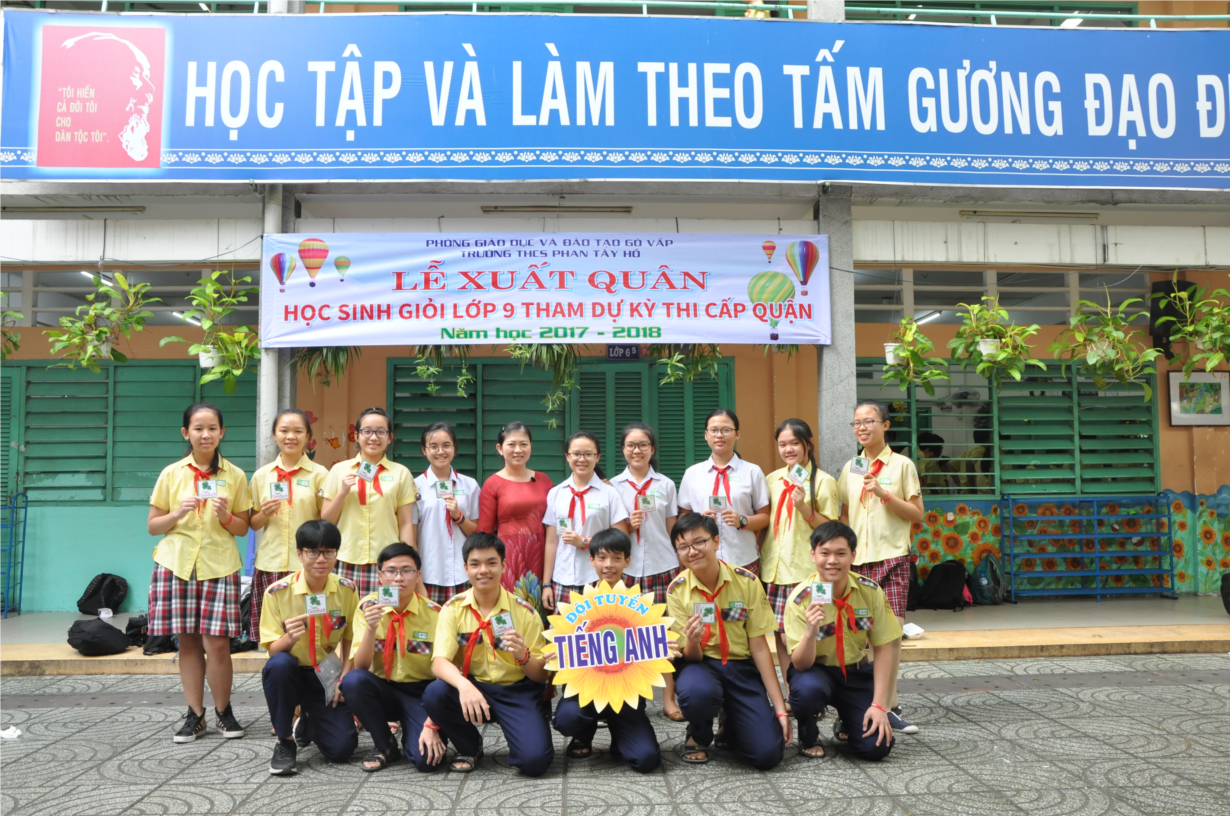 "TÔI HIẾN
CẢ ĐỜI TÔI
CHO
DÂN TỘC TÔI".
HỌC TẬP VÀ LÀM THEO TẤM GƯƠNG ĐẠO Đ
PHÒNG GIÁO DỤC VÀ ĐÀO TẠO GÒ VẤP
TRƯỜNG THCS PHAN TÂY HỒ
LỄ XUẤT QUÂN
HỌC SINH GIỎI LỚP 9 THAM DỰ KỲ THI CẤP QUẬN
Năm học 2017 - 2018
LỚP 6
ĐỘI TUYỂN
TIẾNG ANH